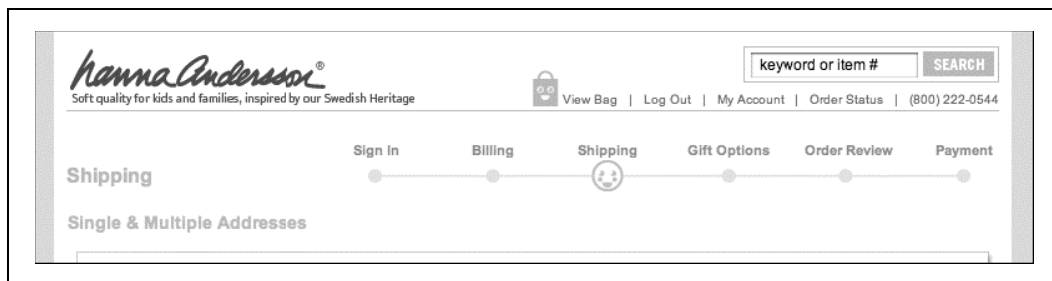 hanna Andersson®
keyword or item # SEARCH
Soft quality for kids and families, inspired by our Swedish Heritage
View Bag | Log Out | My Account | Order Status | (800) 222-0544
Sign In Billing Shipping Gift Options Order Review Payment
Shipping
Single & Multiple Addresses